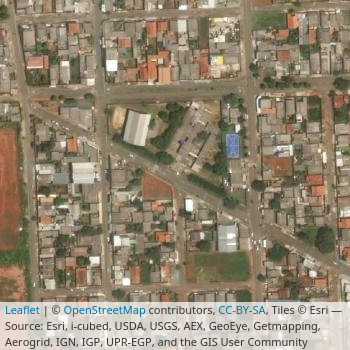 Leaflet | © OpenStreetMap contributors, CC-BY-SA, Tiles © Esri —
Source: Esri, i-cubed, USDA, USGS, AEX, GeoEye, Getmapping,
Aerogrid, IGN, IGP, UPR-EGP, and the GIS User Community